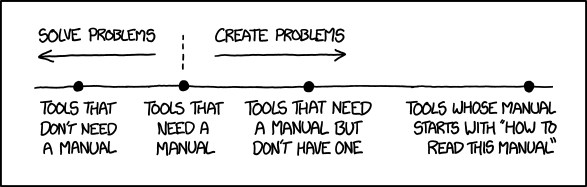 SOLVE PROBLEMS
CREATE PROBLEMS
TOOLS THAT
DON'T NEED
A MANUAL
TOOLS THAT
NEED A
MANUAL
TOOLS THAT NEED
A MANUAL BUT
DON'T HAVE ONE
TOOLS WHOSE MANUAL
STARTS WITH "HOW TO
READ THIS MANUAL"